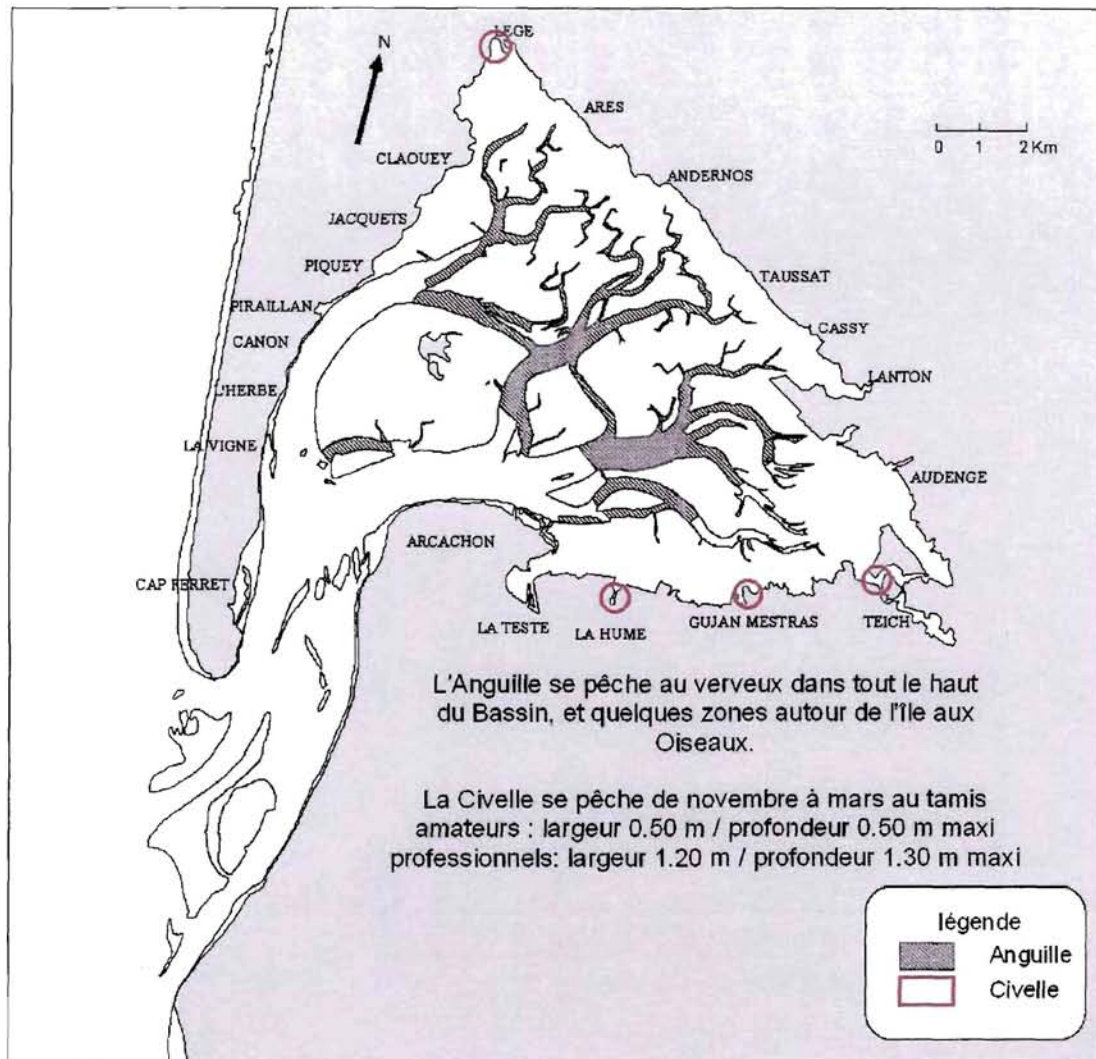 LEGE
N
ARES
0 1 2 Km
CLAOUEY
ANDERNOS
JACQUETS
PIQUEY
TAUSSAT
PIRAILLAN
CASSY
CANON
LANTON
L'HERBE
LA VIGNE
AUDENGE
ARCACHON
CAP FERRET
LA TESTE
LA HUME
GUJAN MESTRAS
TEICH
L'Anguille se pêche au verveux dans tout le haut
du Bassin, et quelques zones autour de l'île aux
Oiseaux.
La Civelle se pêche de novembre à mars au tamis
amateurs : largeur 0.50 m / profondeur 0.50 m maxi
professionnels: largeur 1.20 m / profondeur 1.30 m maxi
légende
Anguille
Civelle